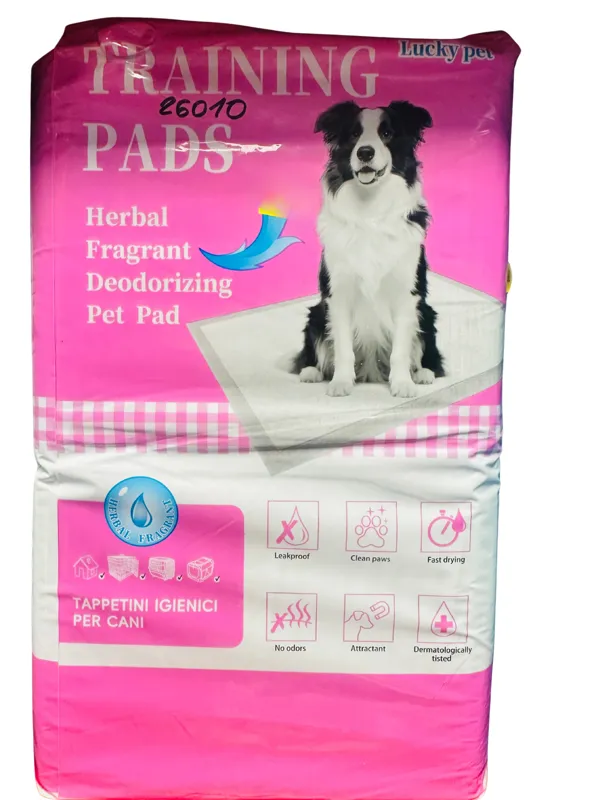 Lucky pet
TRAINING
26010
PADS
Herbal
Fragrant
Deodorizing
Pet Pad
HERBAL FRAGRANT
TAPPETINI IGIENICI
PER CANI
Leakproof
Clean paws
Fast drying
No odors
Attractant
Dermatologically
tisted